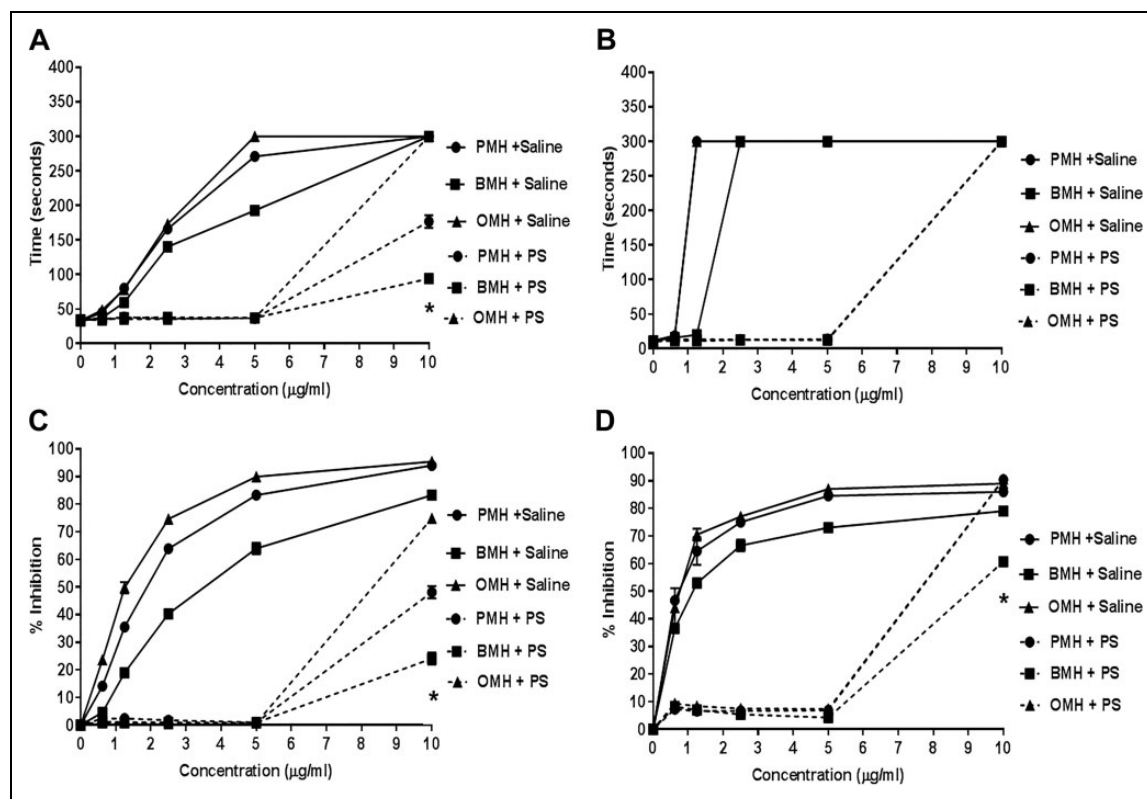 A
400
350
300
250
200
150
100
50
0
Time (seconds)
0 1 2 3 4 5 6 7 8 9 10
Concentration (µg/ml)
PMH +Saline
BMH + Saline
OMH + Saline
PMH + PS
BMH + PS
* OMH + PS
B
400
350
300
250
200
150
100
50
0
Time (seconds)
0 1 2 3 4 5 6 7 8 9 10
Concentration (µg/ml)
PMH +Saline
BMH + Saline
OMH + Saline
PMH + PS
BMH + PS
OMH + PS
C
100
90
80
70
60
50
40
30
20
10
0
% Inhibition
0 1 2 3 4 5 6 7 8 9 10
Concentration (µg/ml)
PMH +Saline
BMH + Saline
OMH + Saline
PMH + PS
BMH + PS
* OMH + PS
D
100
90
80
70
60
50
40
30
20
10
0
% Inhibition
0 1 2 3 4 5 6 7 8 9 10
Concentration (µg/ml)
PMH +Saline
BMH + Saline
* OMH + Saline
PMH + PS
BMH + PS
OMH + PS